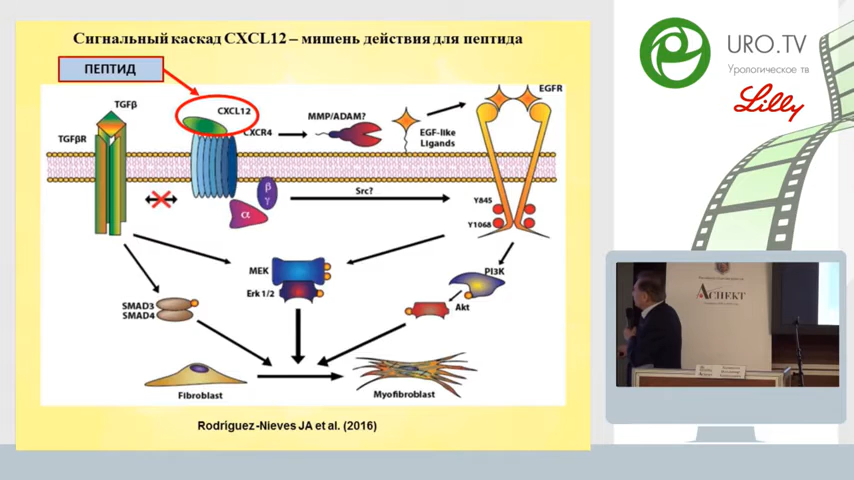 Сигнальный каскад CXCL12 – мишень действия для пептида
ПЕПТИД
TGFβ
TGFβR
CXCL12
CXCR4
MMP/ADAM?
EGF-like
Ligands
EGFR
β
γ
α
Src?
Y845
Y1068
MEK
Erk 1/2
PI3K
Akt
SMAD3
SMAD4
Fibroblast
Myofibroblast
Rodríguez-Nieves JA et al. (2016)
URO.TV
Урологическое тв
Lilly
АСПЕКТ